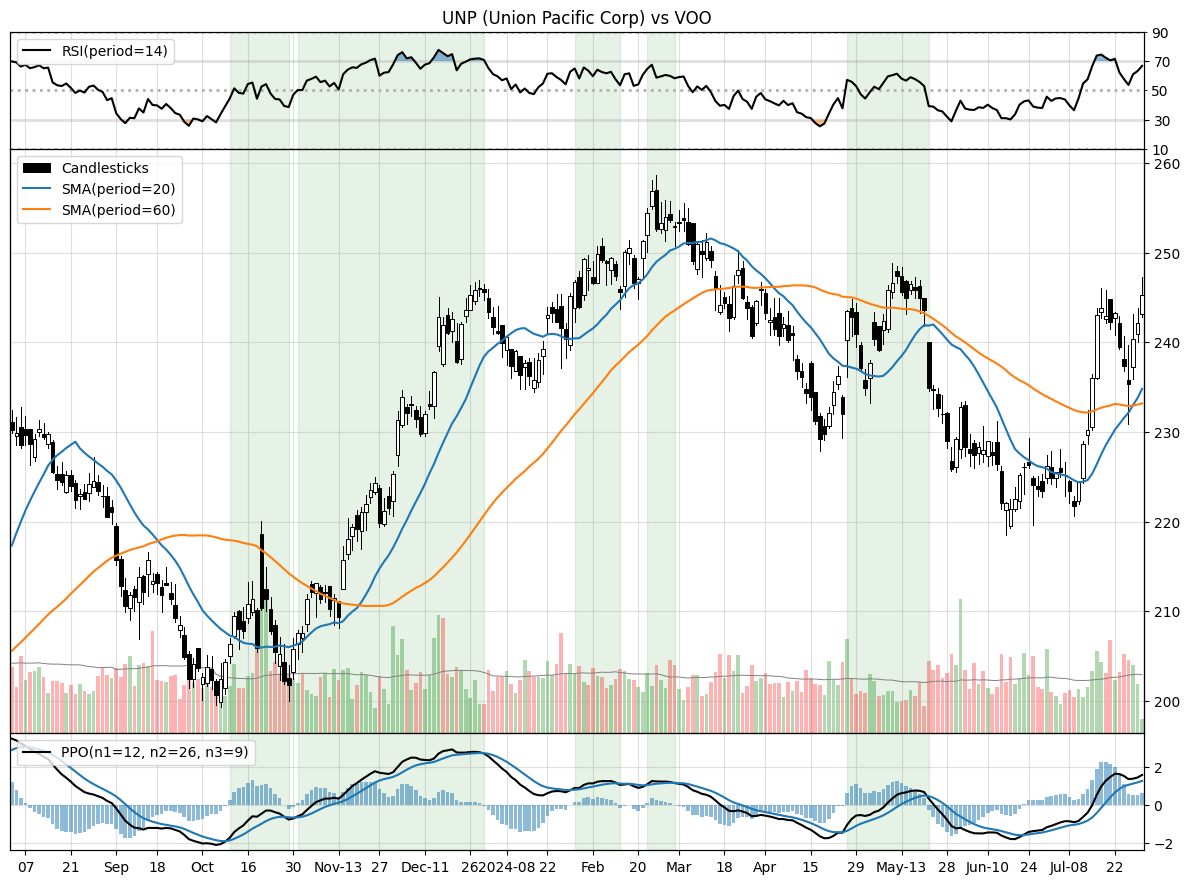 UNP (Union Pacific Corp) vs VOO
RSI(period=14)
90
70
50
30
10
Candlesticks
SMA(period=20)
SMA(period=60)
260
250
240
230
220
210
200
PPO(n1=12, n2=26, n3=9)
2
0
−2
07 21 Sep 18 Oct 16 30 Nov-13 27 Dec-11 26 2024-08 22 Feb 20 Mar 18 Apr 15 29 May-13 28 Jun-10 24 Jul-08 22